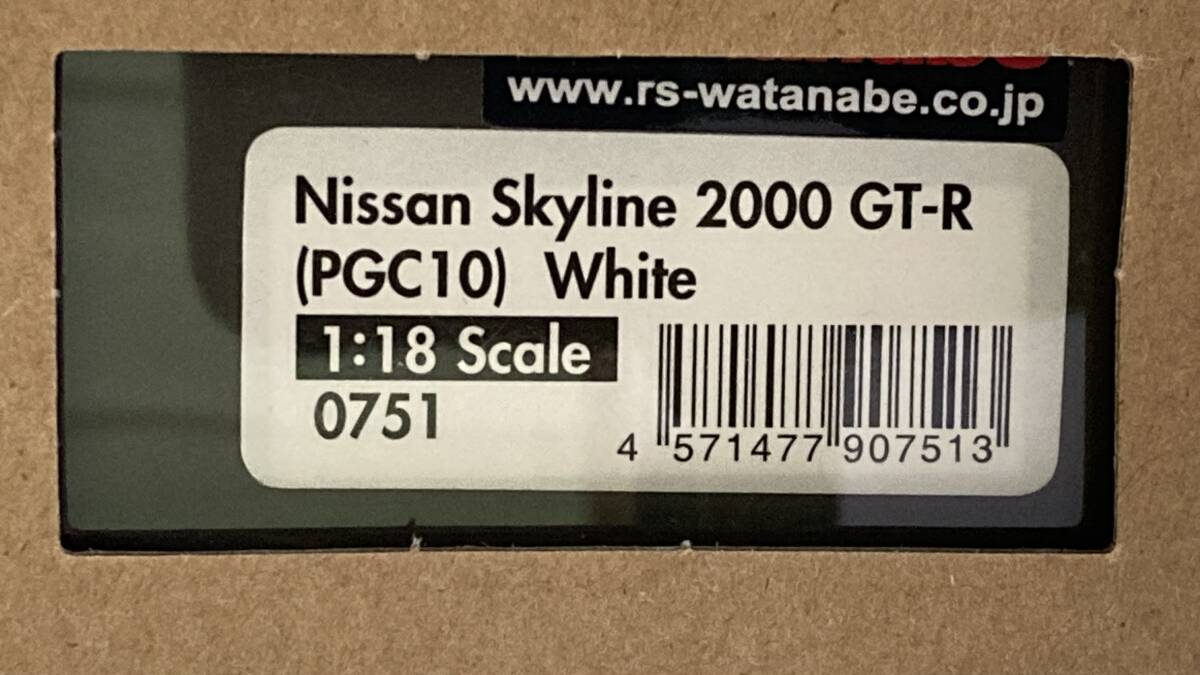 www.rs-watanabe.co.jp
Nissan Skyline 2000 GT-R
(PGC10) White
1:18 Scale
0751
4 571477 907513